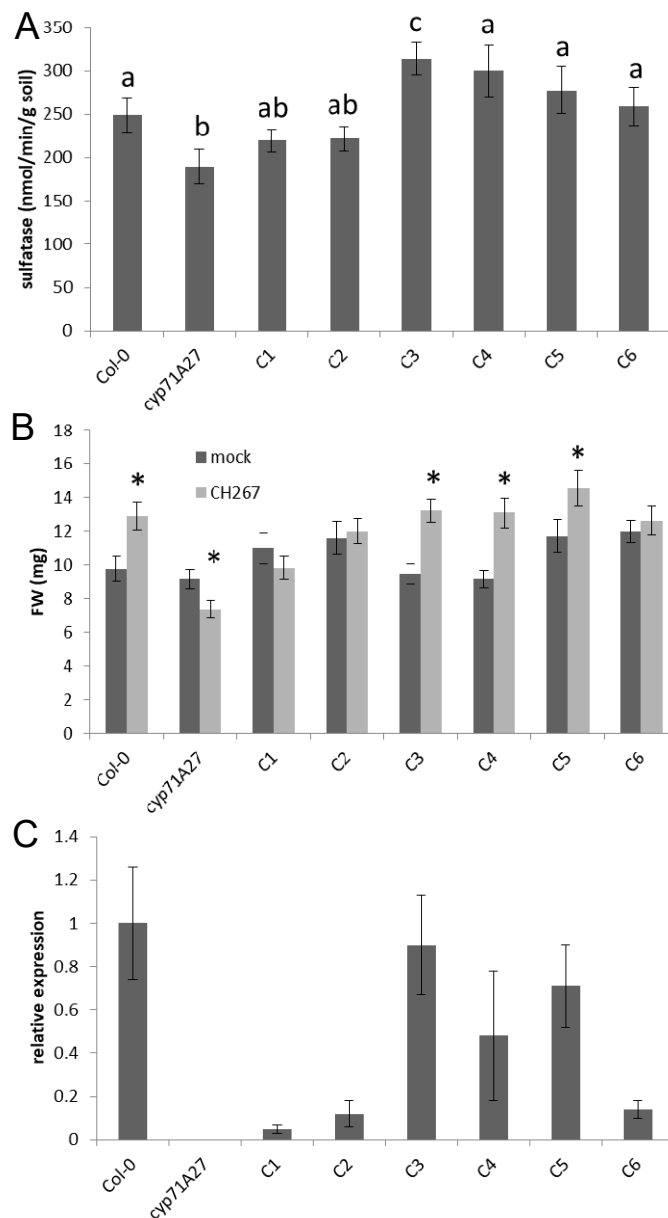 A
sulfatase (nmol/min/g soil)
350
300
250
200
150
100
50
0
a
b
ab
ab
c
a
a
a
Col-0
cyp71A27
C1
C2
C3
C4
C5
C6
B
FW (mg)
18
16
14
12
10
8
6
4
2
0
mock
CH267
*
*
*
*
*
Col-0
cyp71A27
C1
C2
C3
C4
C5
C6
C
relative expression
1.4
1.2
1
0.8
0.6
0.4
0.2
0
Col-0
cyp71A27
C1
C2
C3
C4
C5
C6